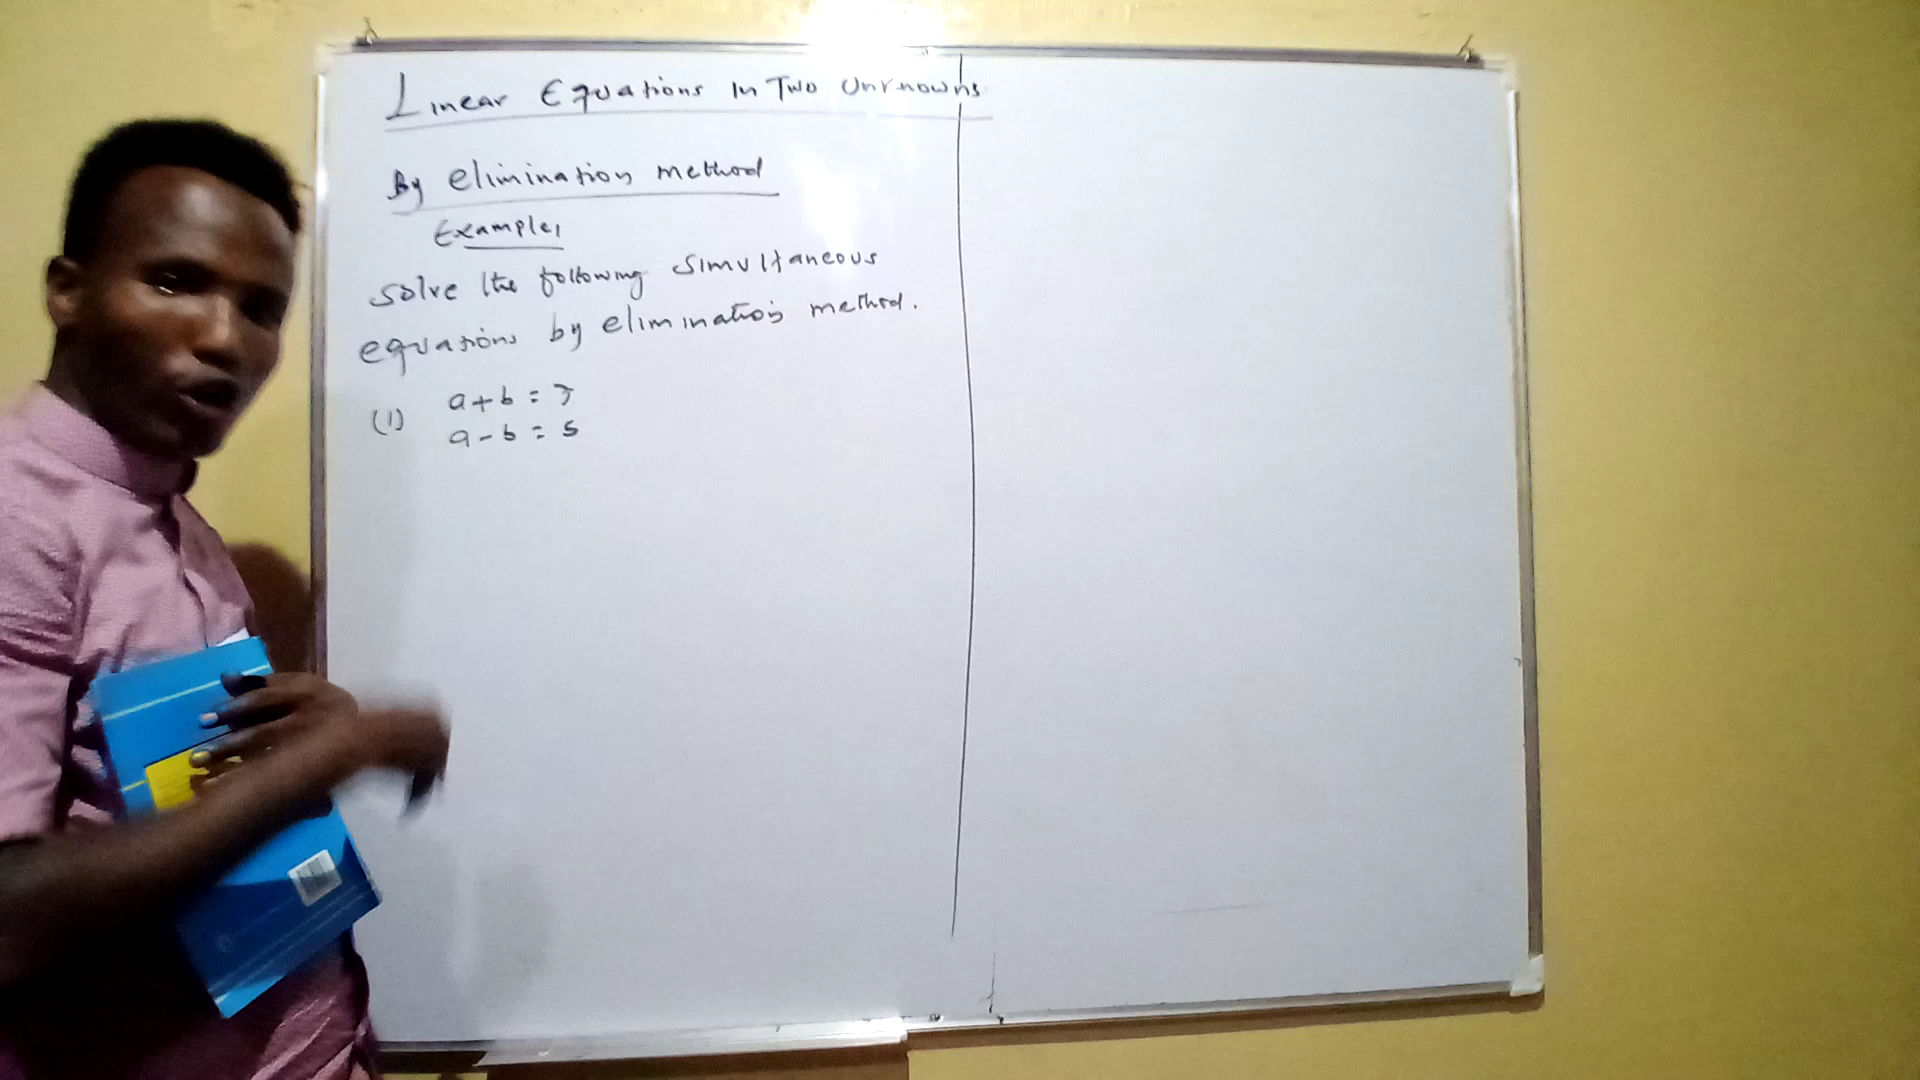 Linear Equations In Two Unknowns
By elimination method
Examples
solve the following simultaneous
equations by elimination method.
(1) a + b = 7
a - b = 5